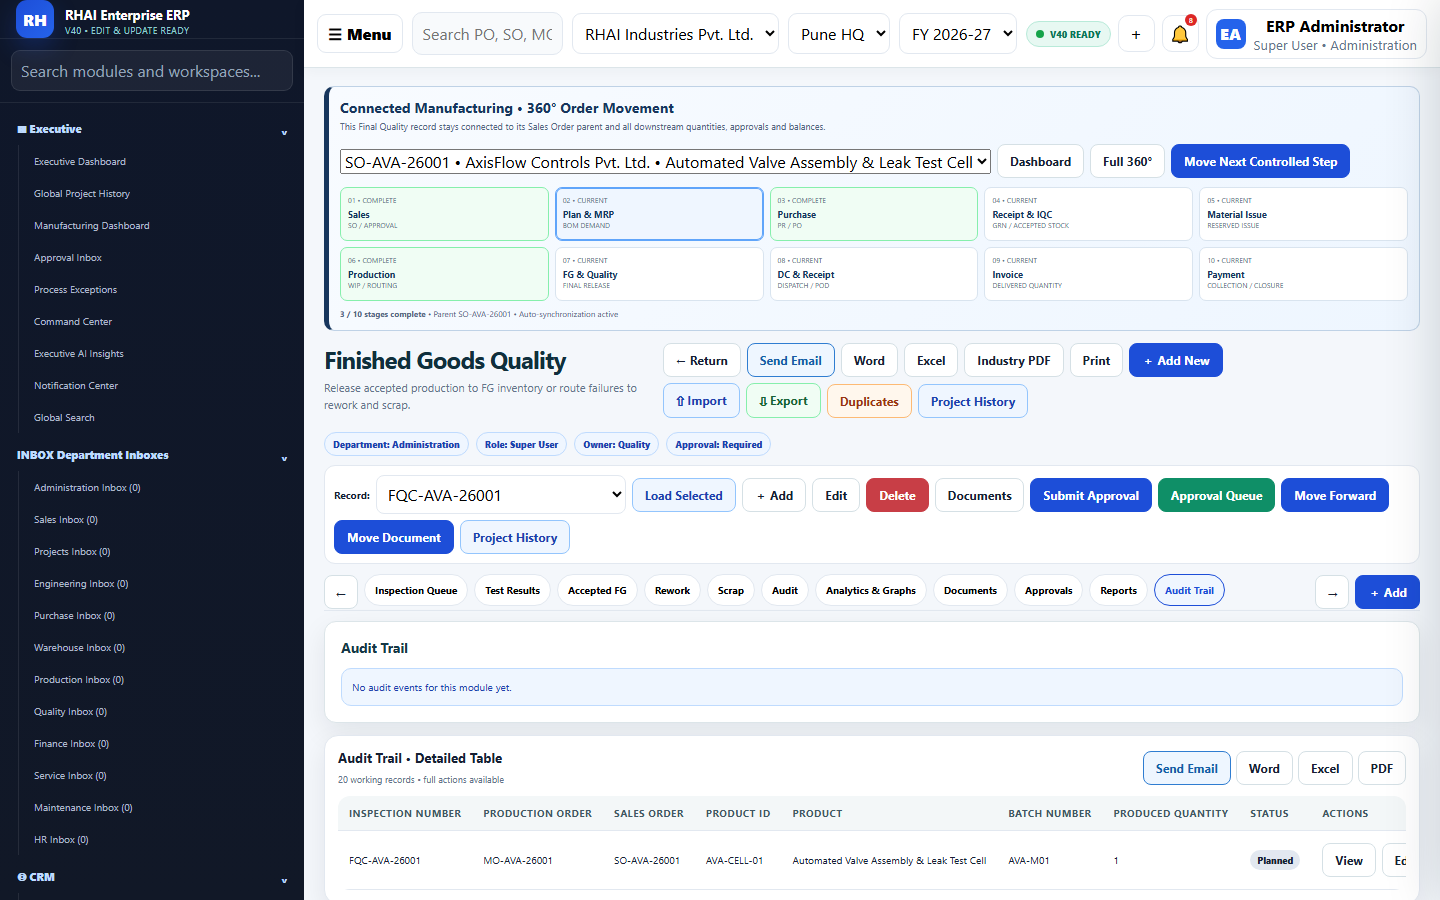 RH
RHAI Enterprise ERP
V40 • EDIT & UPDATE READY
Search modules and workspaces...
Executive
Executive Dashboard
Global Project History
Manufacturing Dashboard
Approval Inbox
Process Exceptions
Command Center
Executive AI Insights
Notification Center
Global Search
INBOX Department Inboxes
Administration Inbox (0)
Sales Inbox (0)
Projects Inbox (0)
Engineering Inbox (0)
Purchase Inbox (0)
Warehouse Inbox (0)
Production Inbox (0)
Quality Inbox (0)
Finance Inbox (0)
Service Inbox (0)
Maintenance Inbox (0)
HR Inbox (0)
CRM
☰ Menu
Search PO, SO, MC
RHAI Industries Pvt. Ltd.
Pune HQ
FY 2026-27
V40 READY
+
8
EA
ERP Administrator
Super User • Administration
Connected Manufacturing • 360° Order Movement
This Final Quality record stays connected to its Sales Order parent and all downstream quantities, approvals and balances.
SO-AVA-26001 • AxisFlow Controls Pvt. Ltd. • Automated Valve Assembly & Leak Test Cell
Dashboard
Full 360°
Move Next Controlled Step
01 • COMPLETE
Sales
SO / APPROVAL
02 • CURRENT
Plan & MRP
BOM DEMAND
03 • COMPLETE
Purchase
PR / PO
04 • CURRENT
Receipt & IQC
GRN / ACCEPTED STOCK
05 • CURRENT
Material Issue
RESERVED ISSUE
06 • COMPLETE
Production
WIP / ROUTING
07 • CURRENT
FG & Quality
FINAL RELEASE
08 • CURRENT
DC & Receipt
DISPATCH / POD
09 • CURRENT
Invoice
DELIVERED QUANTITY
10 • CURRENT
Payment
COLLECTION / CLOSURE
3 / 10 stages complete • Parent SO-AVA-26001 • Auto-synchronization active
Finished Goods Quality
Release accepted production to FG inventory or route failures to
rework and scrap.
← Return
Send Email
Word
Excel
Industry PDF
Print
+ Add New
⇧ Import
⇩ Export
Duplicates
Project History
Department: Administration
Role: Super User
Owner: Quality
Approval: Required
Record:
FQC-AVA-26001
Load Selected
+ Add
Edit
Delete
Documents
Submit Approval
Approval Queue
Move Forward
Move Document
Project History
←
Inspection Queue
Test Results
Accepted FG
Rework
Scrap
Audit
Analytics & Graphs
Documents
Approvals
Reports
Audit Trail
→
+ Add
Audit Trail
No audit events for this module yet.
Audit Trail • Detailed Table
20 working records • full actions available
Send Email
Word
Excel
PDF
INSPECTION NUMBER PRODUCTION ORDER SALES ORDER PRODUCT ID PRODUCT BATCH NUMBER PRODUCED QUANTITY STATUS ACTIONS
FQC-AVA-26001 MO-AVA-26001 SO-AVA-26001 AVA-CELL-01 Automated Valve Assembly & Leak Test Cell AVA-M01 1 Planned View Ed